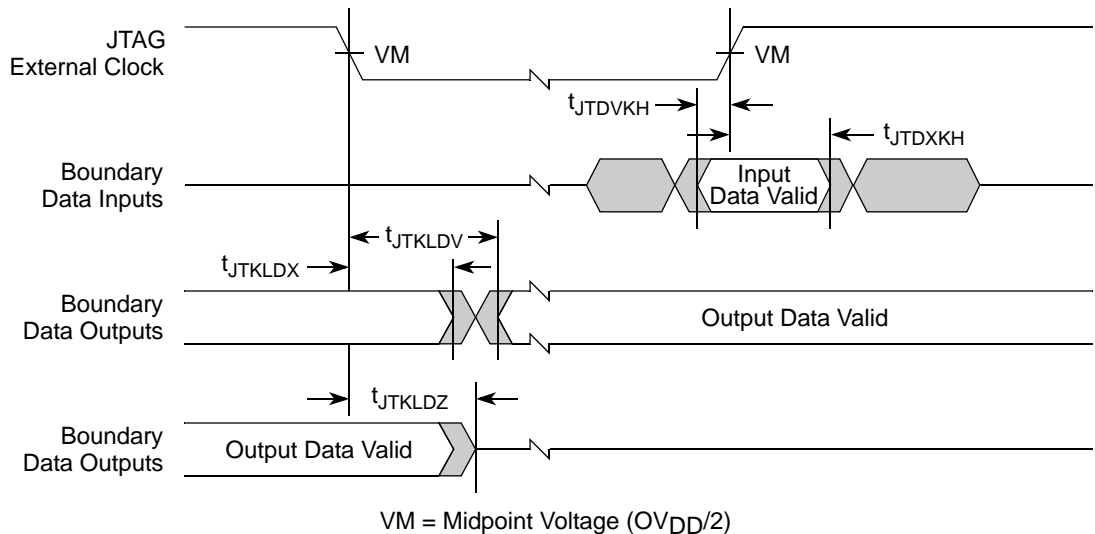 JTAG
External Clock
VM
VM
tJTDVKH
tJTDXKH
Boundary
Data Inputs
Input
Data Valid
tJTKLDV
tJTKLDX
Boundary
Data Outputs
Output Data Valid
tJTKLDZ
Boundary
Data Outputs
Output Data Valid
VM = Midpoint Voltage (OVDD/2)